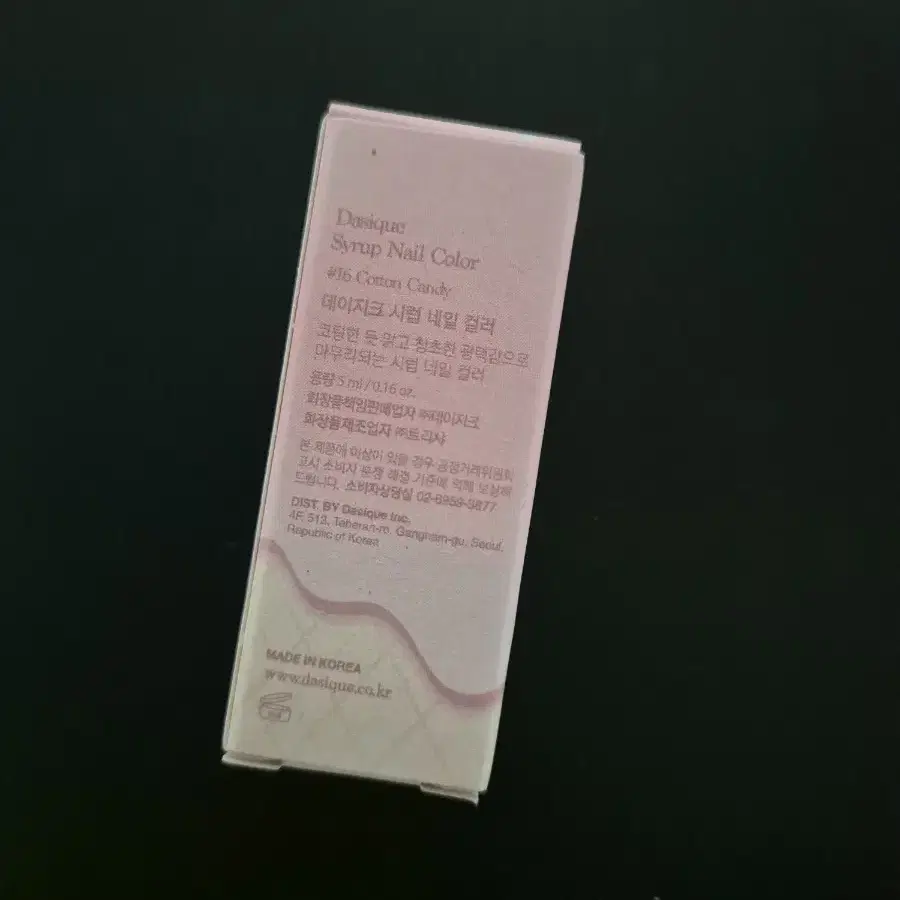 Dasique
Syrup Nail Color
#16 Cotton Candy
데이지크 시럽 네일 컬러
코팅한 듯 맑고 청초한 광택감으로
마무리되는 시럽 네일 컬러
용량 5 ml / 0.16 oz.
화장품책임판매업자 ㈜데이지크
화장품제조업자 ㈜트리샤
본 제품에 이상이 있을 경우 공정거래위원회
고시 소비자 분쟁 해결 기준에 의해 보상해
드립니다. 소비자상담실
DIST. BY Dasique Inc.
4F, 513, Teheran-ro, Gangnam-gu, Seoul,
Republic of Korea
MADE IN KOREA
www.dasique.co.kr